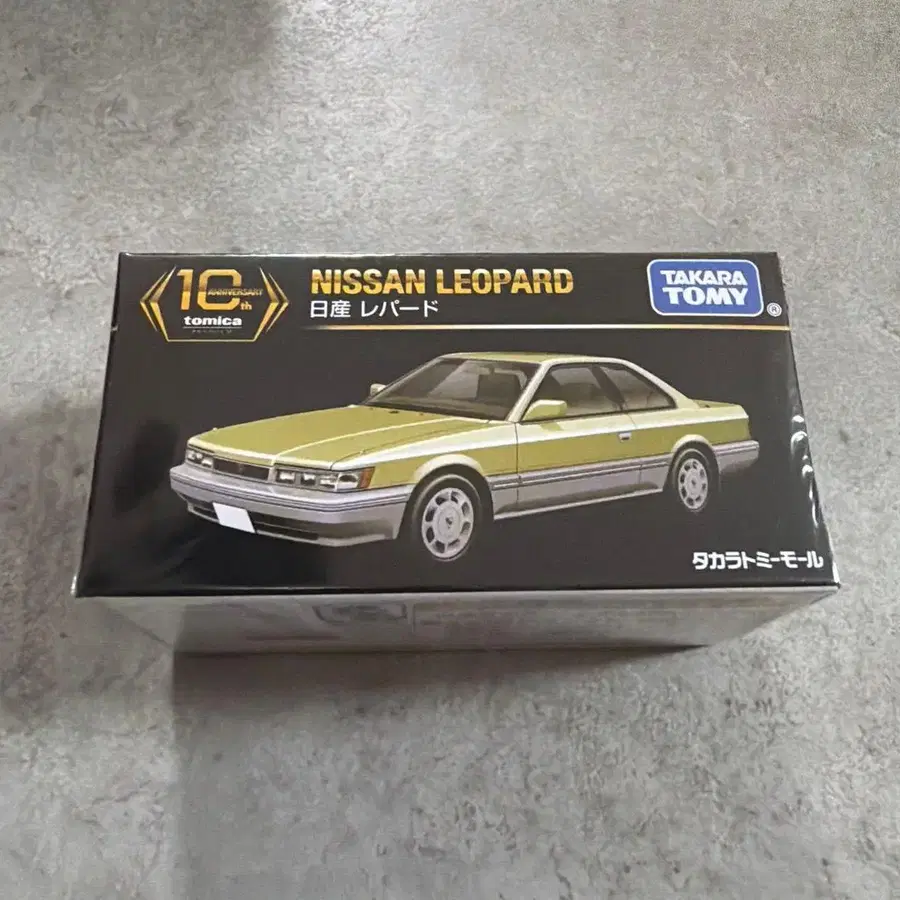 10th
ANNIVERSARY
tomica
NISSAN LEOPARD
日産 レパード
TAKARA
TOMY
®
タカラトミーモール